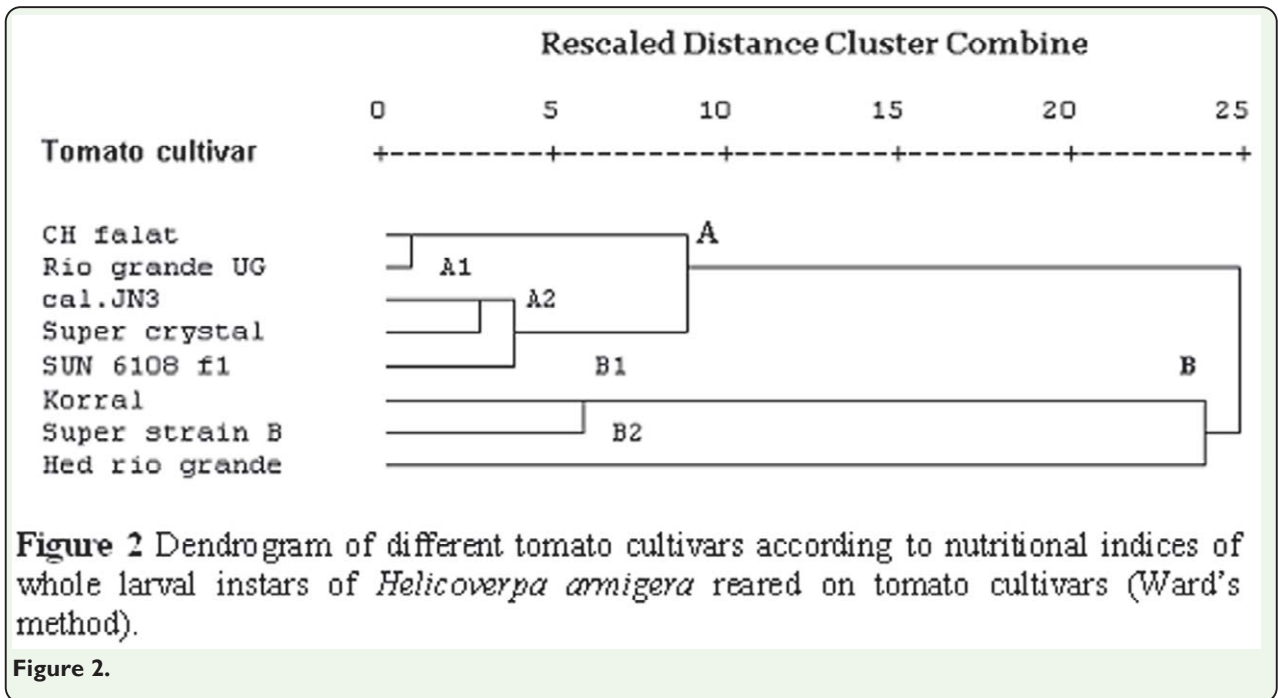 Rescaled Distance Cluster Combine
0 5 10 15 20 25
Tomato cultivar +---------+---------+---------+---------+---------+
CH falat A
Rio grande UG A1
cal.JN3 A2
Super crystal
SUN 6108 f1 B1 B
Korral
Super strain B B2
Hed rio grande
Figure 2 Dendrogram of different tomato cultivars according to nutritional indices of
whole larval instars of Helicoverpa armigera reared on tomato cultivars (Ward's
method).
Figure 2.